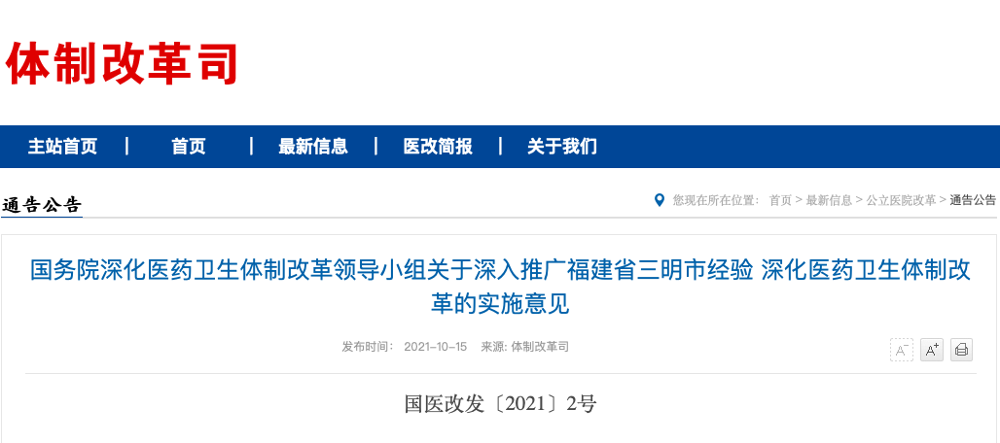 体制改革司
主站首页 | 首页 | 最新信息 | 医改简报 | 关于我们
通告公告
您现在所在位置： 首页 > 最新信息 > 公立医院改革 > 通告公告
国务院深化医药卫生体制改革领导小组关于深入推广福建省三明市经验 深化医药卫生体制改
革的实施意见
发布时间： 2021-10-15 来源: 体制改革司
A- A+
国医改发〔2021〕2号